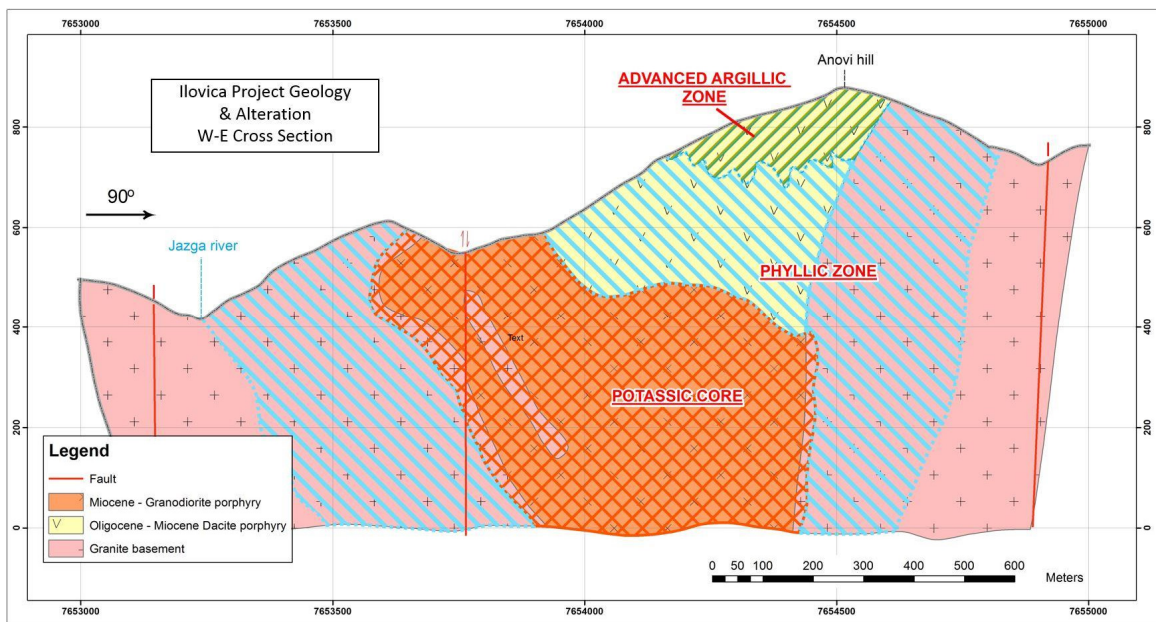 7653000 7653500 7654000 7654500 7655000
Anovi hill
Ilovica Project Geology
& Alteration
W-E Cross Section
ADVANCED ARGILLIC
ZONE
800 800
90°
600 600
Jazga river
PHYLLIC ZONE
400 400
Text
POTASSIC CORE
200 200
Legend
Fault
Miocene - Granodiorite porphyry
Oligocene - Miocene Dacite porphyry
Granite basement
0 0
0 50 100 200 300 400 500 600
Meters
7653000 7653500 7654000 7654500 7655000